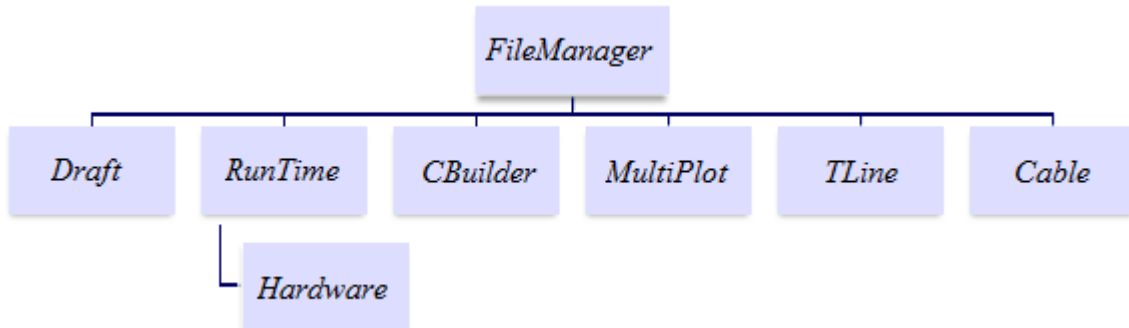 FileManager
Draft
RunTime
CBuilder
MultiPlot
TLine
Cable
Hardware